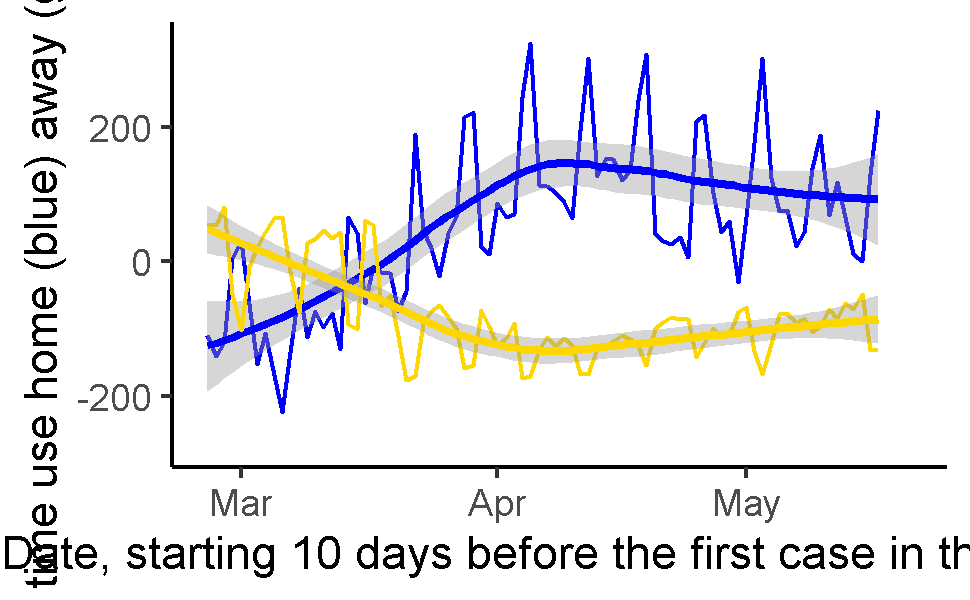 time use home (blue) away (
200
0
-200
Mar Apr May
Date, starting 10 days before the first case in th